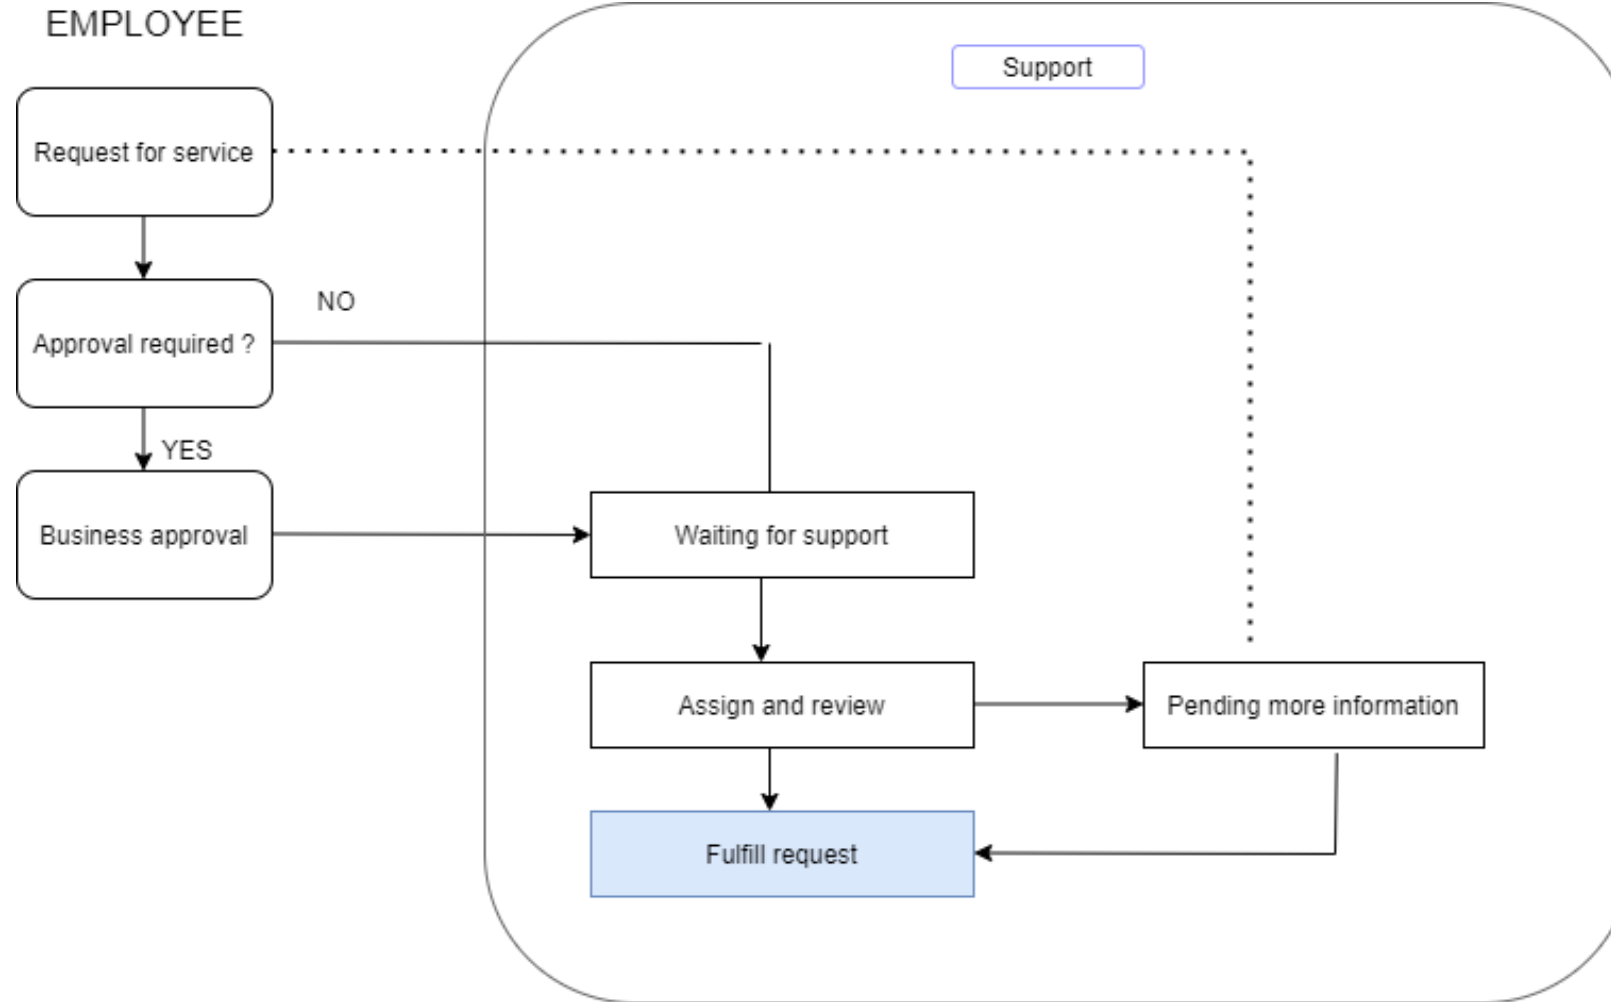 EMPLOYEE
Support
Request for service
NO
Approval required ?
YES
Business approval
Waiting for support
Assign and review
Pending more information
Fulfill request